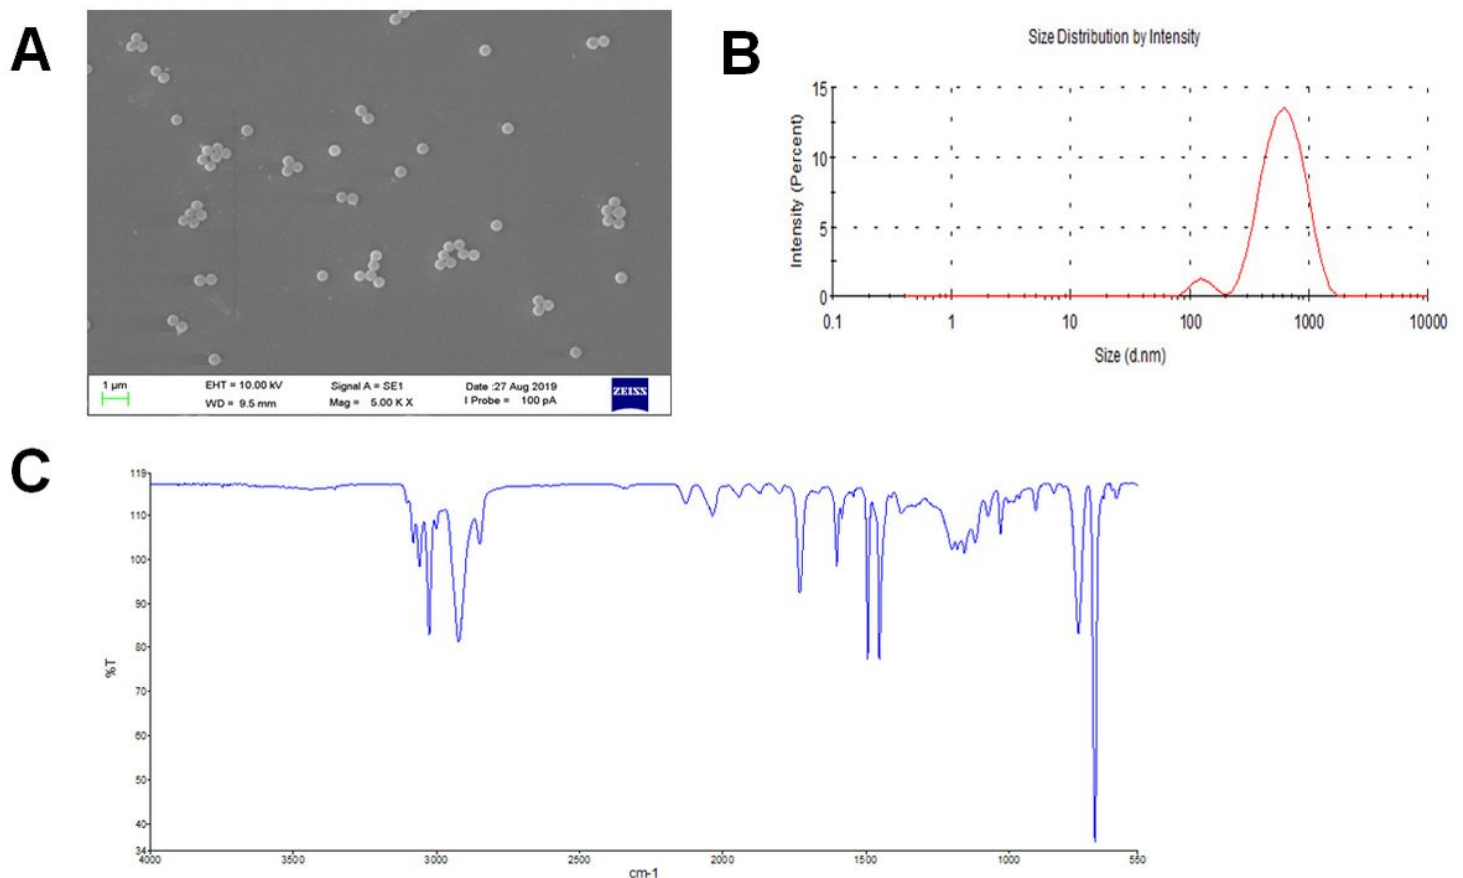 A
1 µm
EHT = 10.00 kV
Signal A = SE1
Date :27 Aug 2019
WD = 9.5 mm
Mag = 5.00 K X
I Probe = 100 pA
ZEISS
B
Size Distribution by Intensity
Intensity (Percent)
15
10
5
0
0.1 1 10 100 1000 10000
Size (d.nm)
C
%T
119
110
100
90
80
70
60
50
40
34
4000 3500 3000 2500 2000 1500 1000 550
cm-1